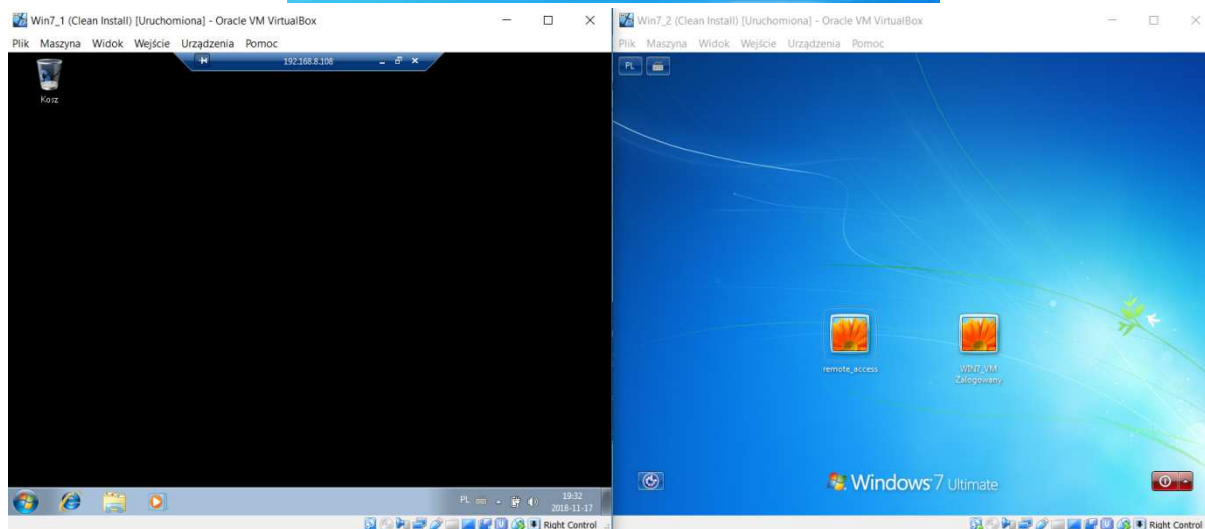 Win7_1 (Clean Install) [Uruchomiona] - Oracle VM VirtualBox
Plik Maszyna Widok Wejście Urządzenia Pomoc
192.168.8.108
Kosz
PL
19:32
2018-11-17
Right Control
Win7_2 (Clean Install) [Uruchomiona] - Oracle VM VirtualBox
Plik Maszyna Widok Wejście Urządzenia Pomoc
PL
remote_access
WIN7_VM
Zalogowany
Windows 7 Ultimate
Right Control